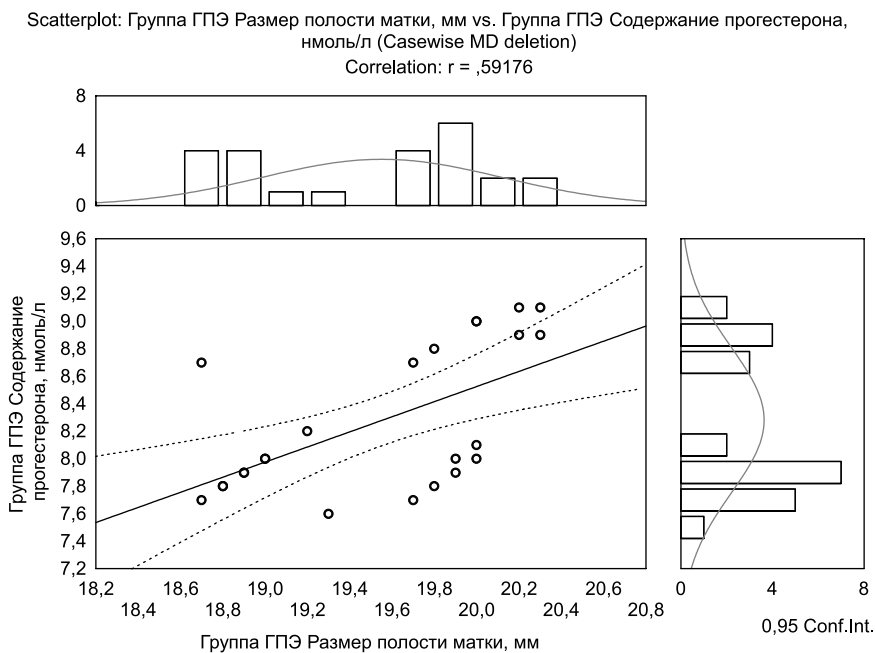 Scatterplot: Группа ГПЭ Размер полости матки, мм vs. Группа ГПЭ Содержание прогестерона,
нмоль/л (Casewise MD deletion)
Correlation: r = ,59176
8
4
0
9,6
9,4
9,2
9,0
8,8
8,6
8,4
8,2
8,0
7,8
7,6
7,4
7,2
Группа ГПЭ Содержание
прогестерона, нмоль/л
18,2 18,6 19,0 19,4 19,8 20,2 20,6
18,4 18,8 19,2 19,6 20,0 20,4 20,8
Группа ГПЭ Размер полости матки, мм
0 4 8
0,95 Conf.Int.